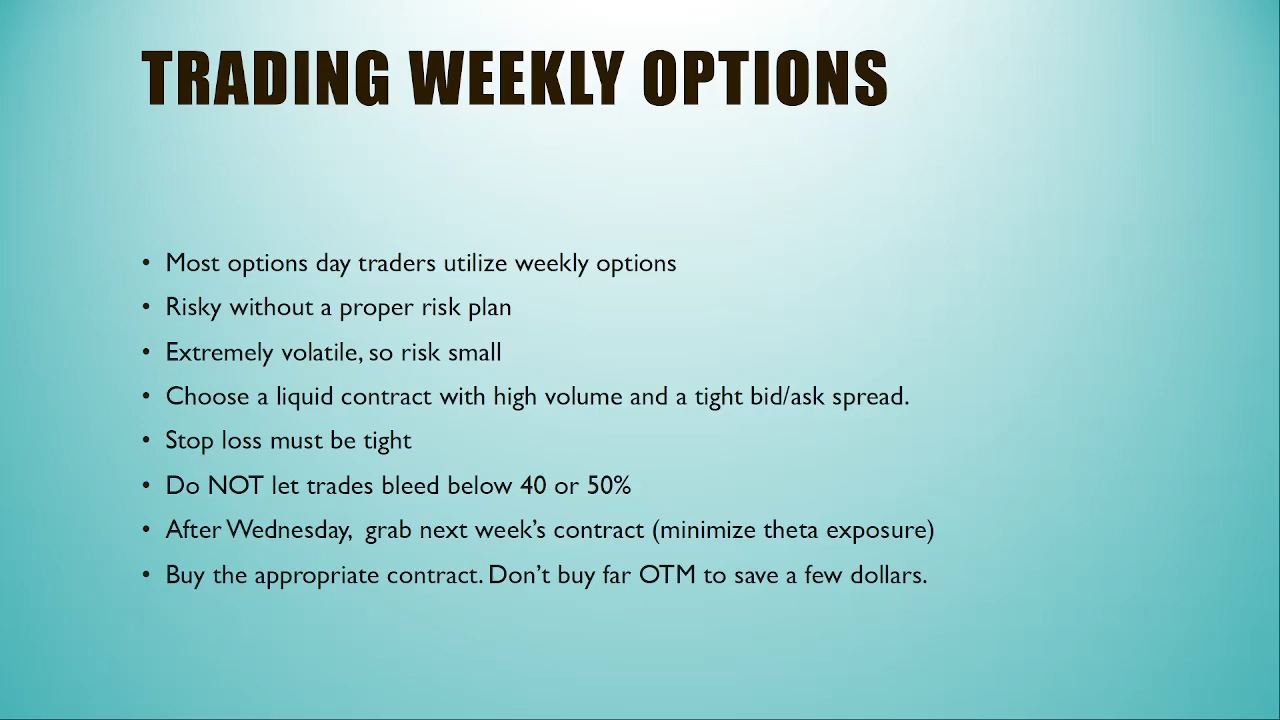 TRADING WEEKLY OPTIONS
• Most options day traders utilize weekly options
• Risky without a proper risk plan
• Extremely volatile, so risk small
• Choose a liquid contract with high volume and a tight bid/ask spread.
• Stop loss must be tight
• Do NOT let trades bleed below 40 or 50%
• After Wednesday,  grab next week’s contract (minimize theta exposure)
• Buy the appropriate contract. Don’t buy far OTM to save a few dollars.